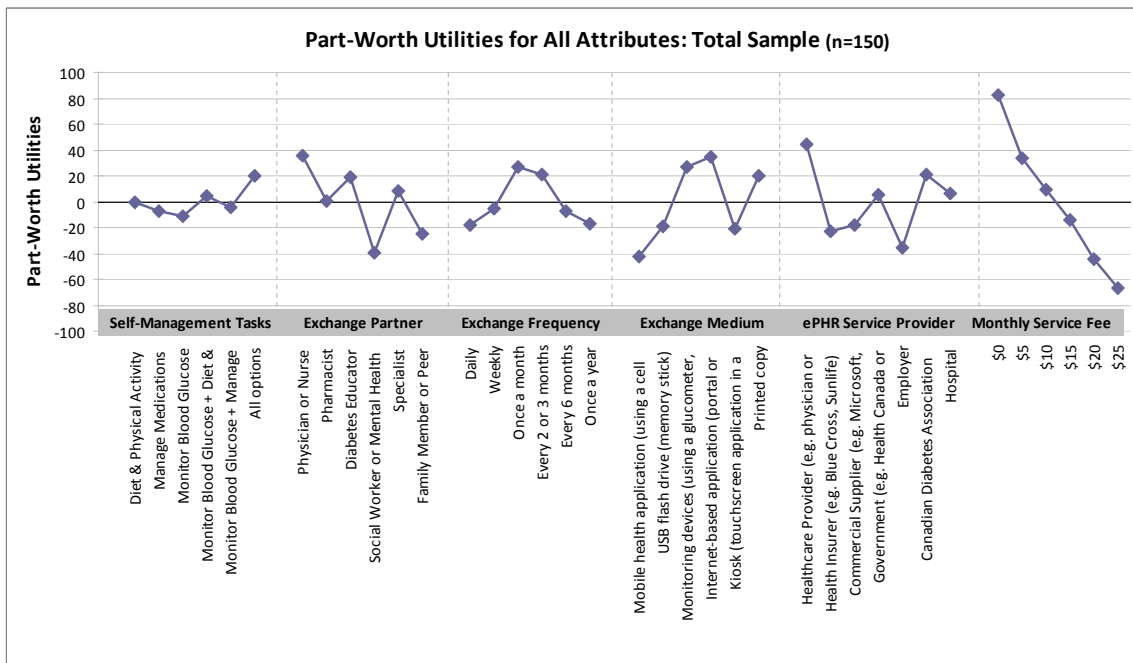 Part-Worth Utilities for All Attributes: Total Sample (n=150)
Part-Worth Utilities
100
80
60
40
20
0
-20
-40
-60
-80
-100
Self-Management Tasks
Exchange Partner
Exchange Frequency
Exchange Medium
ePHR Service Provider
Monthly Service Fee
Diet & Physical Activity
Manage Medications
Monitor Blood Glucose
Monitor Blood Glucose + Diet &
Monitor Blood Glucose + Manage
All options
Physician or Nurse
Pharmacist
Diabetes Educator
Social Worker or Mental Health
Specialist
Family Member or Peer
Daily
Weekly
Once a month
Every 2 or 3 months
Every 6 months
Once a year
Mobile health application (using a cell
USB flash drive (memory stick)
Monitoring devices (using a glucometer,
Internet-based application (portal or
Kiosk (touchscreen application in a
Printed copy
Healthcare Provider (e.g. physician or
Health Insurer (e.g. Blue Cross, Sunlife)
Commercial Supplier (e.g. Microsoft,
Government (e.g. Health Canada or
Employer
Canadian Diabetes Association
Hospital
$0
$5
$10
$15
$20
$25